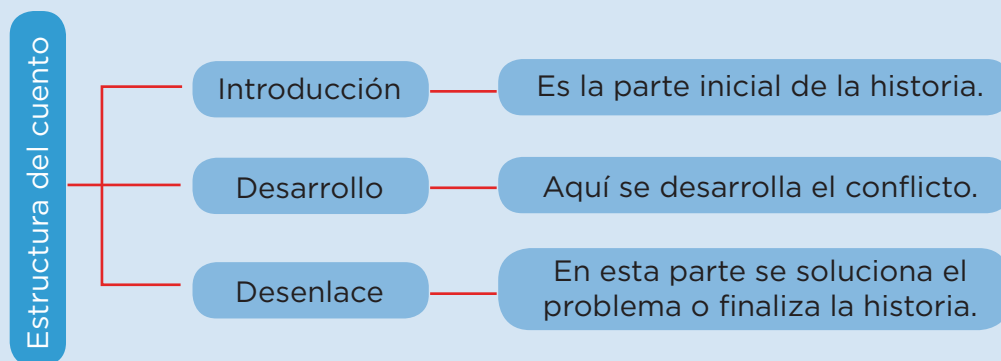 Estructura del cuento
Introducción
Es la parte inicial de la historia.
Desarrollo
Aquí se desarrolla el conflicto.
Desenlace
En esta parte se soluciona el
problema o finaliza la historia.